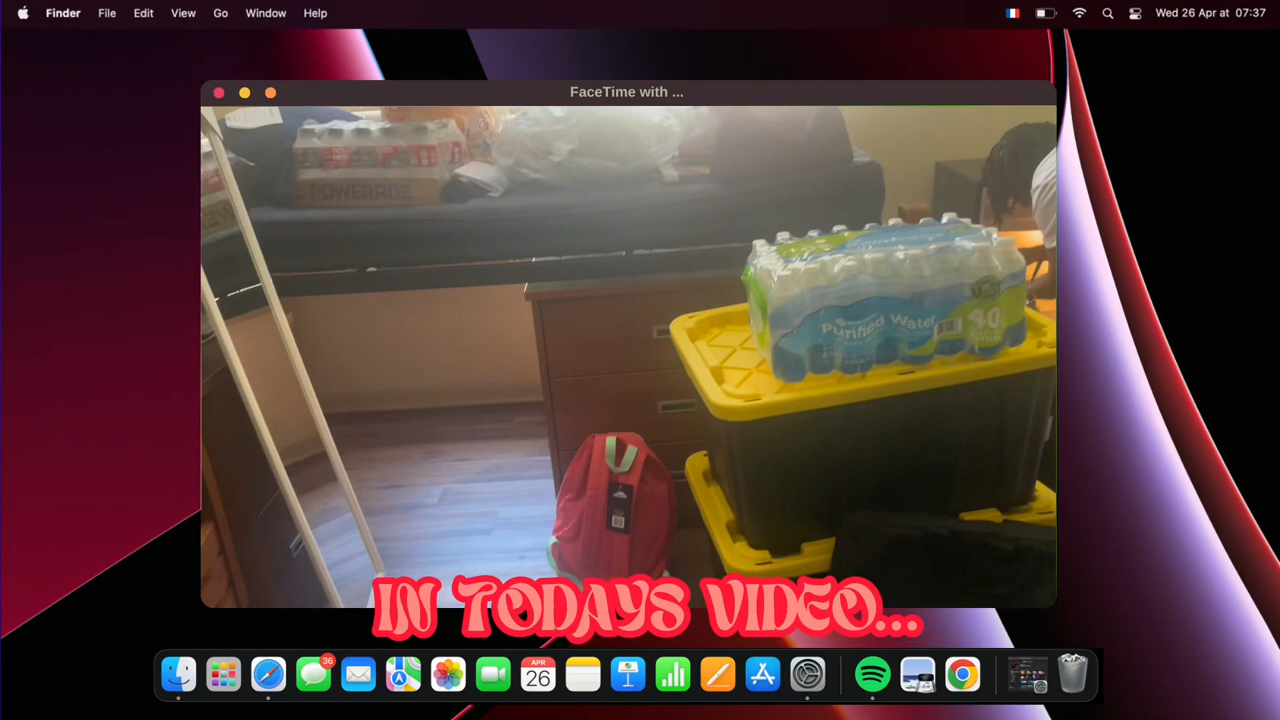 Finder File Edit View Go Window Help Wed 26 Apr at 07:37
FaceTime with ...
POWERADE
Purified Water
40
IN TODAYS VIDEO...
36
APR
26